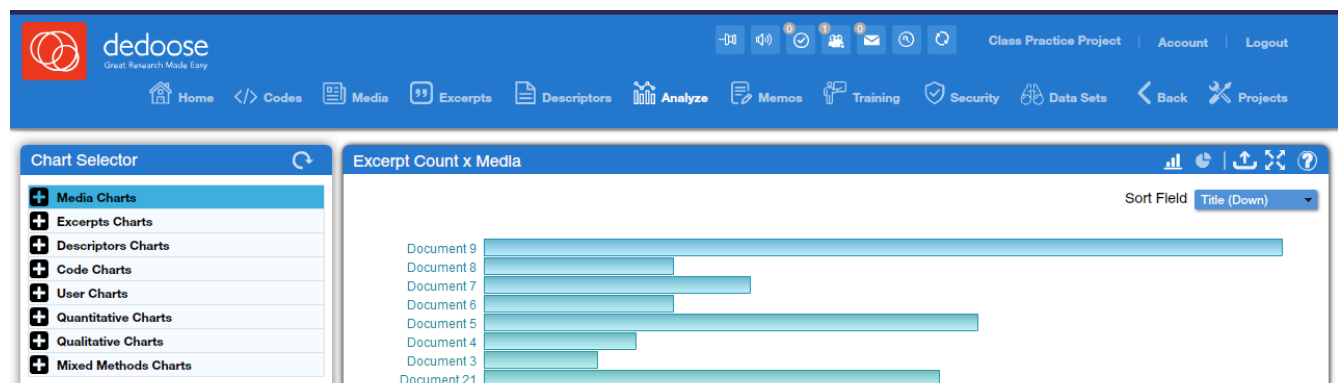 dedoose
Great Research Made Easy
0 1 0
Class Practice Project | Account | Logout
Home </> Codes Media Excerpts Descriptors Analyze Memos Training Security Data Sets Back Projects
Chart Selector
Media Charts
Excerpts Charts
Descriptors Charts
Code Charts
User Charts
Quantitative Charts
Qualitative Charts
Mixed Methods Charts
Excerpt Count x Media
Sort Field Title (Down)
Document 9
Document 8
Document 7
Document 6
Document 5
Document 4
Document 3
Document 21